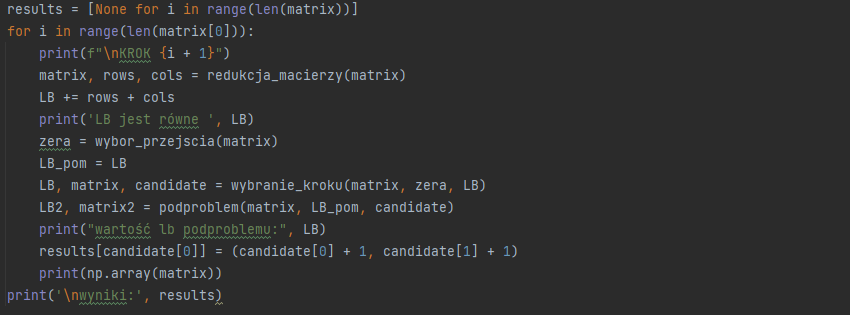 results = [None for i in range(len(matrix))]
for i in range(len(matrix[0])):
    print(f"\nKROK {i + 1}")
    matrix, rows, cols = redukcja_macierzy(matrix)
    LB += rows + cols
    print('LB jest równe ', LB)
    zera = wybor_przejscia(matrix)
    LB_pom = LB
    LB, matrix, candidate = wybranie_kroku(matrix, zera, LB)
    LB2, matrix2 = podproblem(matrix, LB_pom, candidate)
    print("wartość lb podproblemu:", LB)
    results[candidate[0]] = (candidate[0] + 1, candidate[1] + 1)
    print(np.array(matrix))
print('\nwyniki:', results)